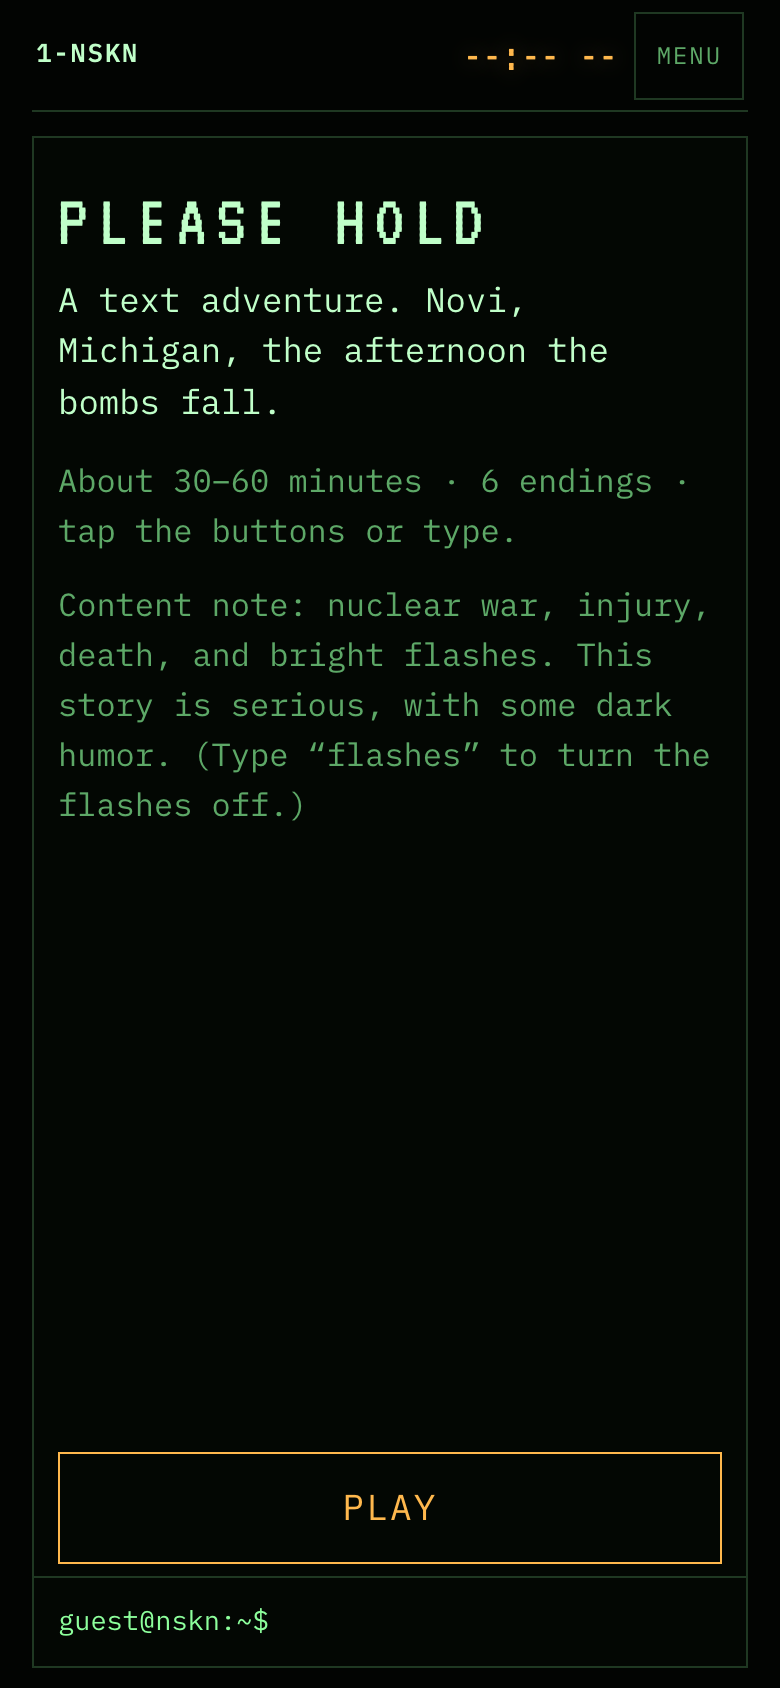 1-NSKN
--:-- --
MENU
PLEASE HOLD
A text adventure. Novi,
Michigan, the afternoon the
bombs fall.
About 30–60 minutes · 6 endings ·
tap the buttons or type.
Content note: nuclear war, injury,
death, and bright flashes. This
story is serious, with some dark
humor. (Type “flashes” to turn the
flashes off.)
PLAY
guest@nskn:~$